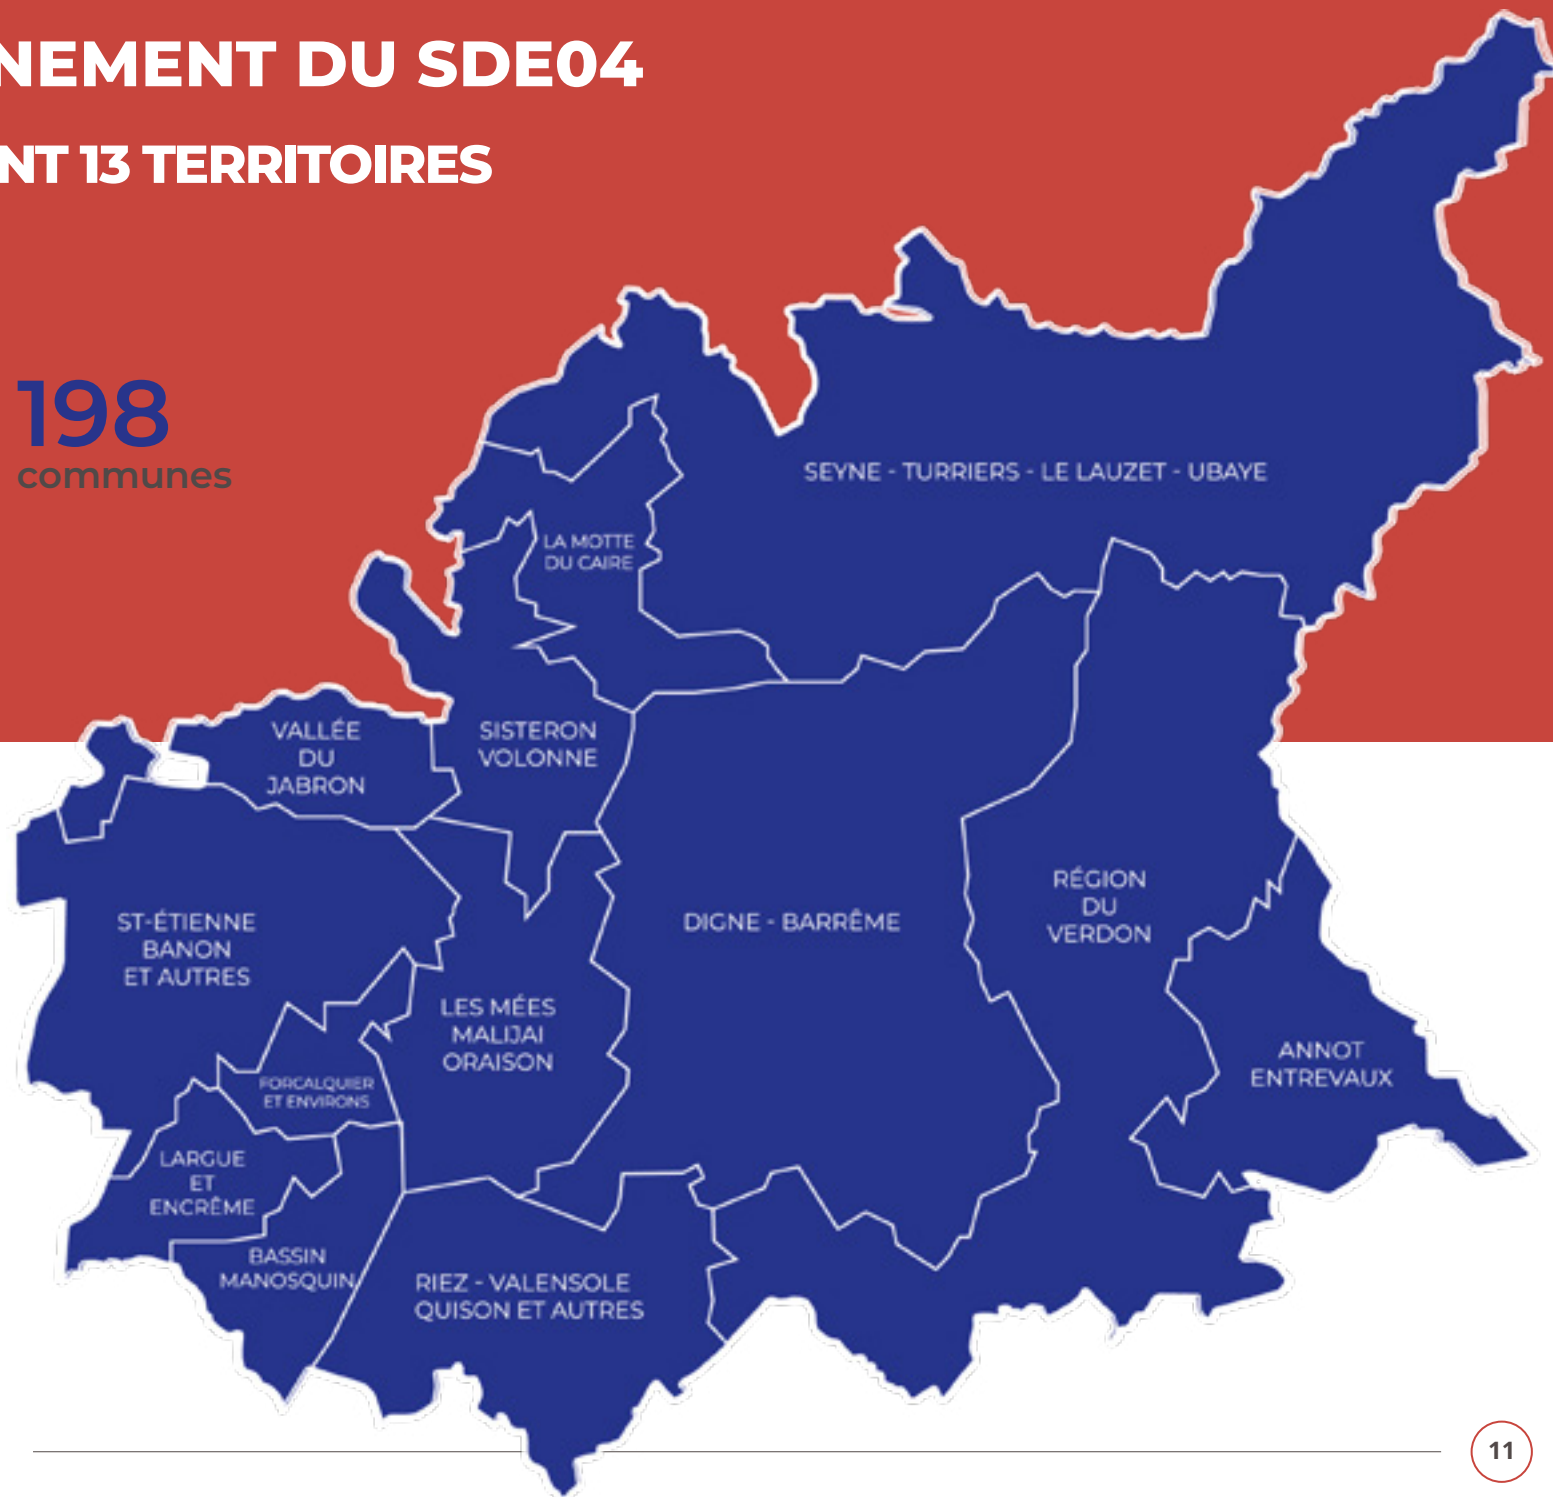 NEMENT DU SDE04
NT 13 TERRITOIRES
198
communes
SEYNE - TURRIERS - LE LAUZET - UBAYE
LA MOTTE
DU CAIRE
VALLÉE
DU
JABRON
SISTERON
VOLONNE
ST-ÉTIENNE
BANON
ET AUTRES
DIGNE - BARRÊME
RÉGION
DU
VERDON
LES MÉES
MALIJAI
ORAISON
ANNOT
ENTREVAUX
FORCALQUIER
ET ENVIRONS
LARGUE
ET
ENCRÊME
BASSIN
MANOSQUIN
RIEZ - VALENSOLE
QUISON ET AUTRES
11